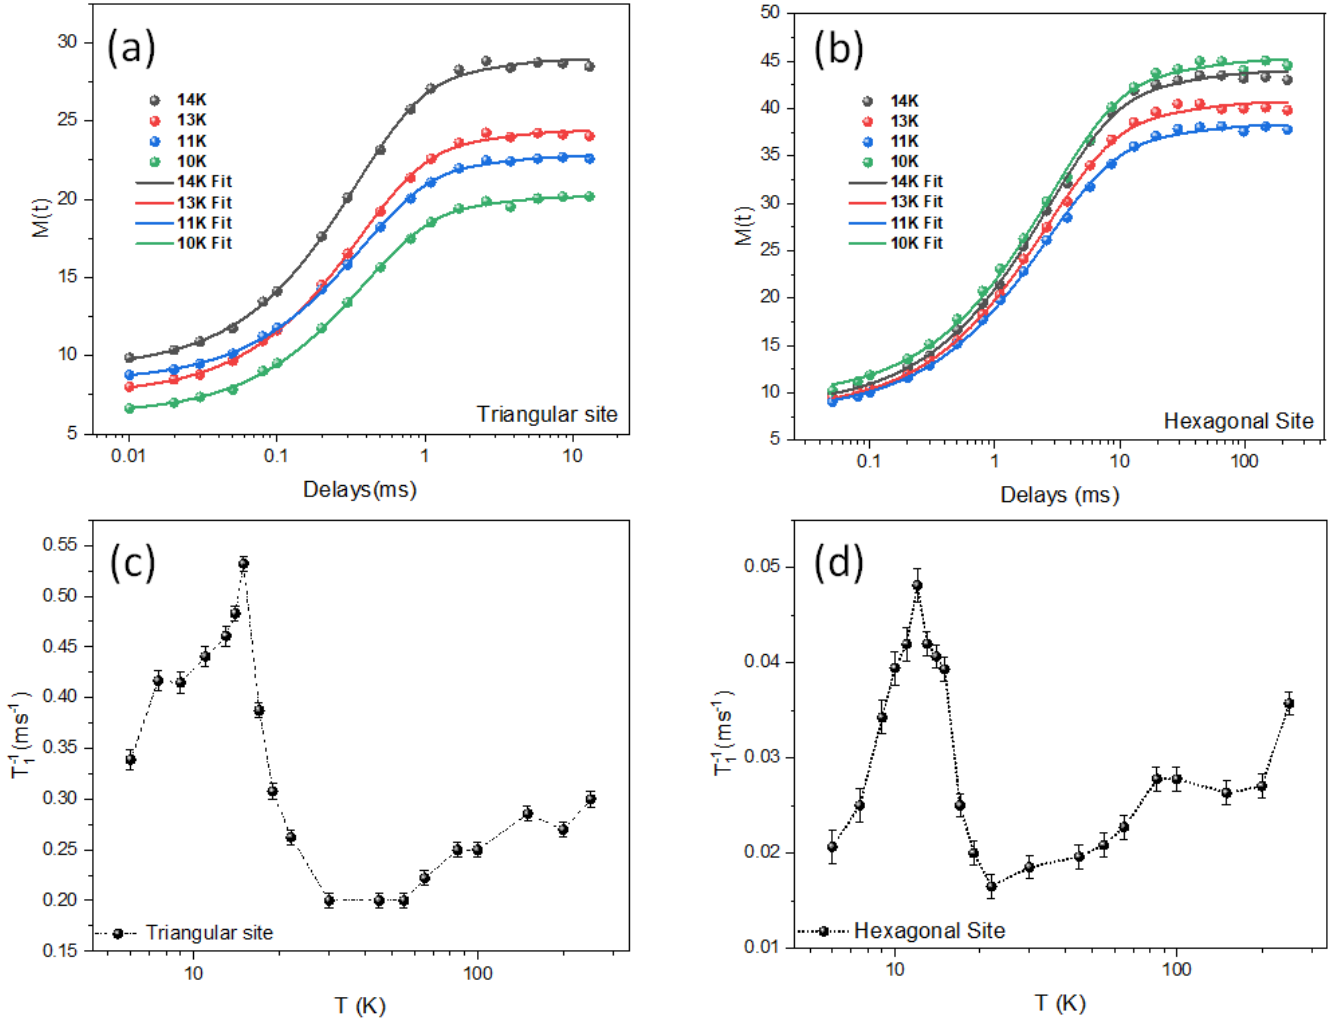 (a)
30
25
20
15
10
5
M(t)
14K
13K
11K
10K
14K Fit
13K Fit
11K Fit
10K Fit
Triangular site
0.01
0.1
1
10
Delays(ms)
(b)
50
45
40
35
30
25
20
15
10
5
M(t)
14K
13K
11K
10K
14K Fit
13K Fit
11K Fit
10K Fit
Hexagonal Site
0.1
1
10
100
Delays (ms)
(c)
0.55
0.50
0.45
0.40
0.35
0.30
0.25
0.20
0.15
T₁⁻¹(ms⁻¹)
Triangular site
10
100
T (K)
(d)
0.05
0.04
0.03
0.02
0.01
T₁⁻¹(ms⁻¹)
Hexagonal Site
10
100
T (K)